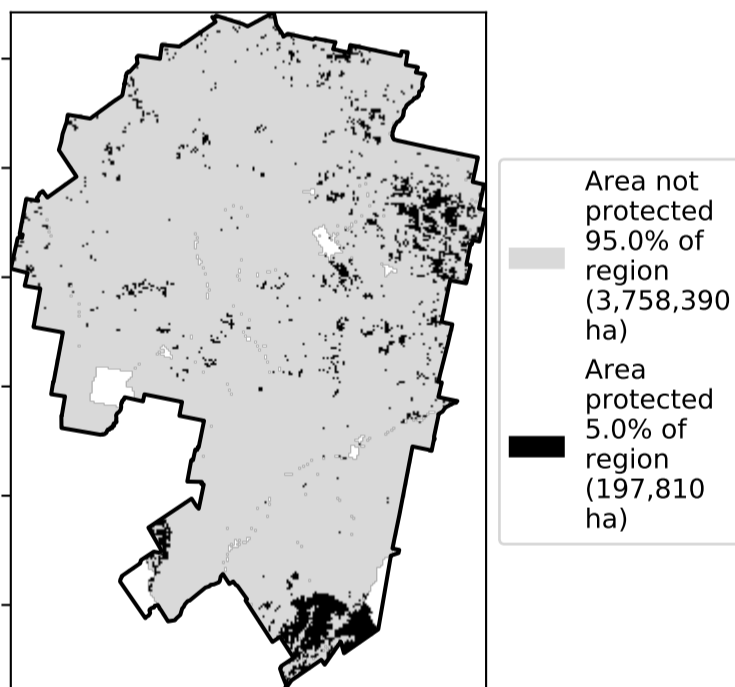 Area not
protected
95.0% of
region
(3,758,390
ha)
Area
protected
5.0% of
region
(197,810
ha)